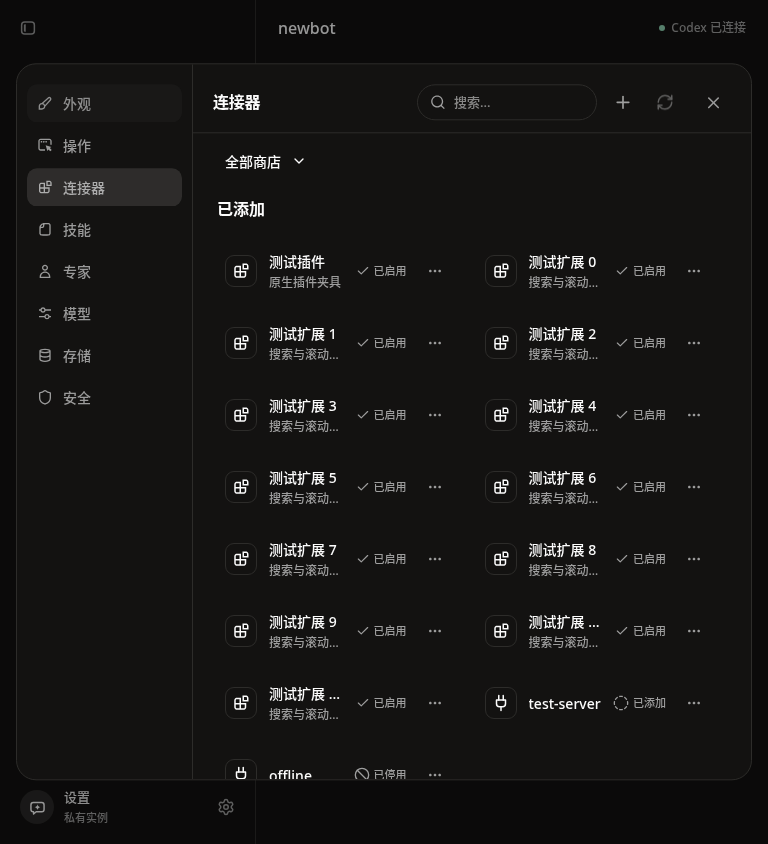 newbot
Codex 已连接
外观
操作
连接器
技能
专家
模型
存储
安全
连接器
搜索...
全部商店
已添加
测试插件
原生插件夹具
已启用
测试扩展 0
搜索与滚动...
已启用
测试扩展 1
搜索与滚动...
已启用
测试扩展 2
搜索与滚动...
已启用
测试扩展 3
搜索与滚动...
已启用
测试扩展 4
搜索与滚动...
已启用
测试扩展 5
搜索与滚动...
已启用
测试扩展 6
搜索与滚动...
已启用
测试扩展 7
搜索与滚动...
已启用
测试扩展 8
搜索与滚动...
已启用
测试扩展 9
搜索与滚动...
已启用
测试扩展 ...
搜索与滚动...
已启用
测试扩展 ...
搜索与滚动...
已启用
test-server
已添加
offline
已停用
设置
私有实例